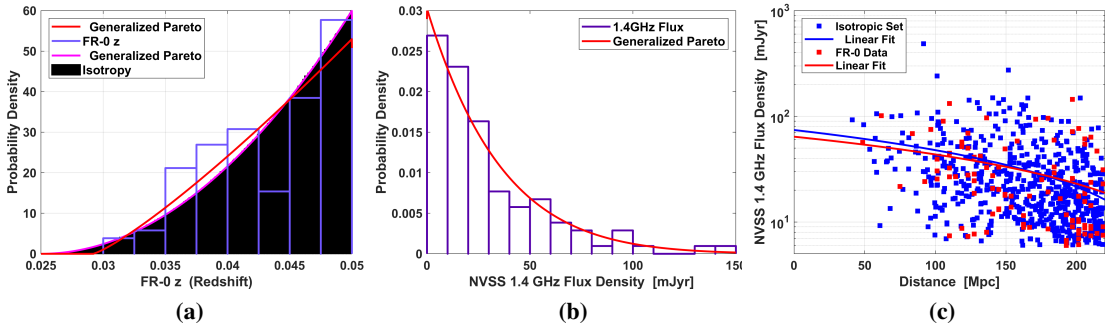 60
50
40
30
20
10
0
Probability Density
Generalized Pareto
FR-0 z
Generalized Pareto
Isotropy
0.025 0.03 0.035 0.04 0.045 0.05
FR-0 z (Redshift)
(a)
0.03
0.025
0.02
0.015
0.01
0.005
0
Probability Density
1.4GHz Flux
Generalized Pareto
0 50 100 150
NVSS 1.4 GHz Flux Density [mJyr]
(b)
10³
10²
10¹
NVSS 1.4 GHz Flux Density [mJyr]
Isotropic Set
Linear Fit
FR-0 Data
Linear Fit
0 50 100 150 200
Distance [Mpc]
(c)